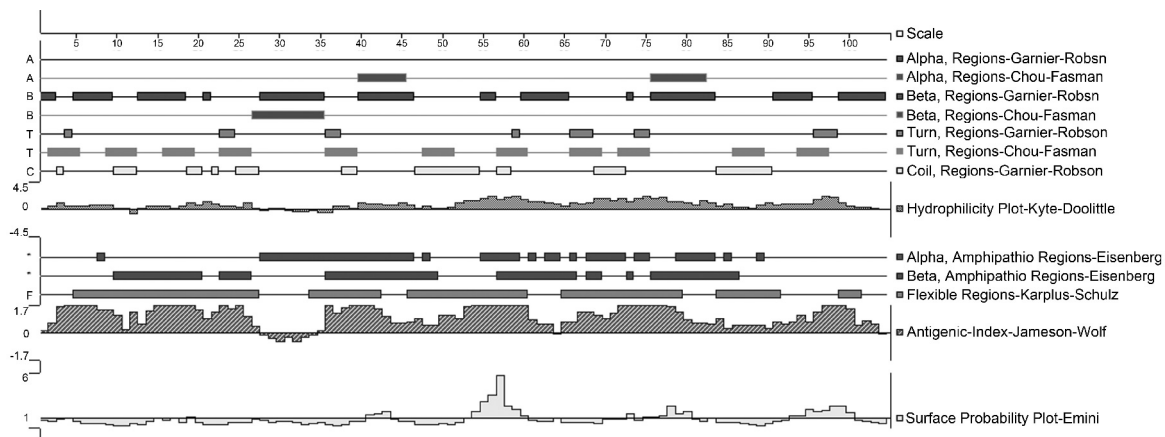 Scale
5 10 15 20 25 30 35 40 45 50 55 60 65 70 75 80 85 90 95 100
A Alpha, Regions-Garnier-Robsn
A Alpha, Regions-Chou-Fasman
B Beta, Regions-Garnier-Robsn
B Beta, Regions-Chou-Fasman
T Turn, Regions-Garnier-Robson
T Turn, Regions-Chou-Fasman
C Coil, Regions-Garnier-Robson
4.5
0 Hydrophilicity Plot-Kyte-Doolittle
-4.5
* Alpha, Amphipathio Regions-Eisenberg
* Beta, Amphipathio Regions-Eisenberg
F Flexible Regions-Karplus-Schulz
1.7
0 Antigenic-Index-Jameson-Wolf
-1.7
6
1 Surface Probability Plot-Emini